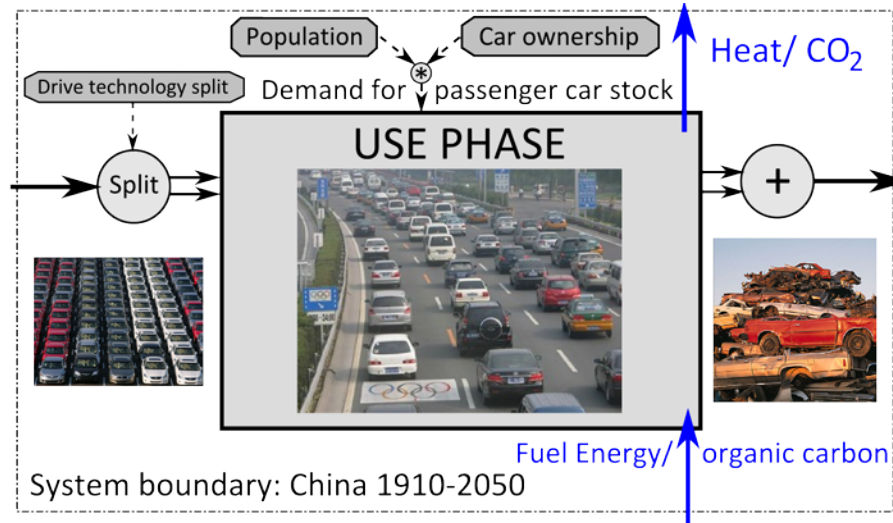 Population
Car ownership
Heat/ CO₂
Drive technology split
*
Demand for passenger car stock
USE PHASE
Split
+
Fuel Energy/ organic carbon
System boundary: China 1910-2050